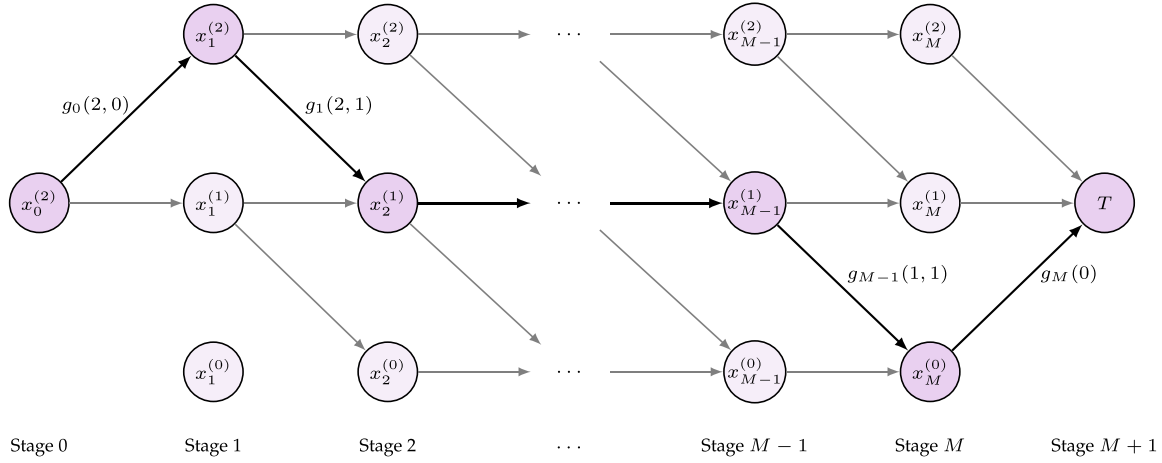 x_1^{(2)} x_2^{(2)} ··· x_{M−1}^{(2)} x_M^{(2)}
g_0(2, 0) g_1(2, 1)
x_0^{(2)} x_1^{(1)} x_2^{(1)} ··· x_{M−1}^{(1)} x_M^{(1)} T
g_{M−1}(1, 1) g_M(0)
x_1^{(0)} x_2^{(0)} ··· x_{M−1}^{(0)} x_M^{(0)}
Stage 0 Stage 1 Stage 2 ··· Stage M − 1 Stage M Stage M + 1